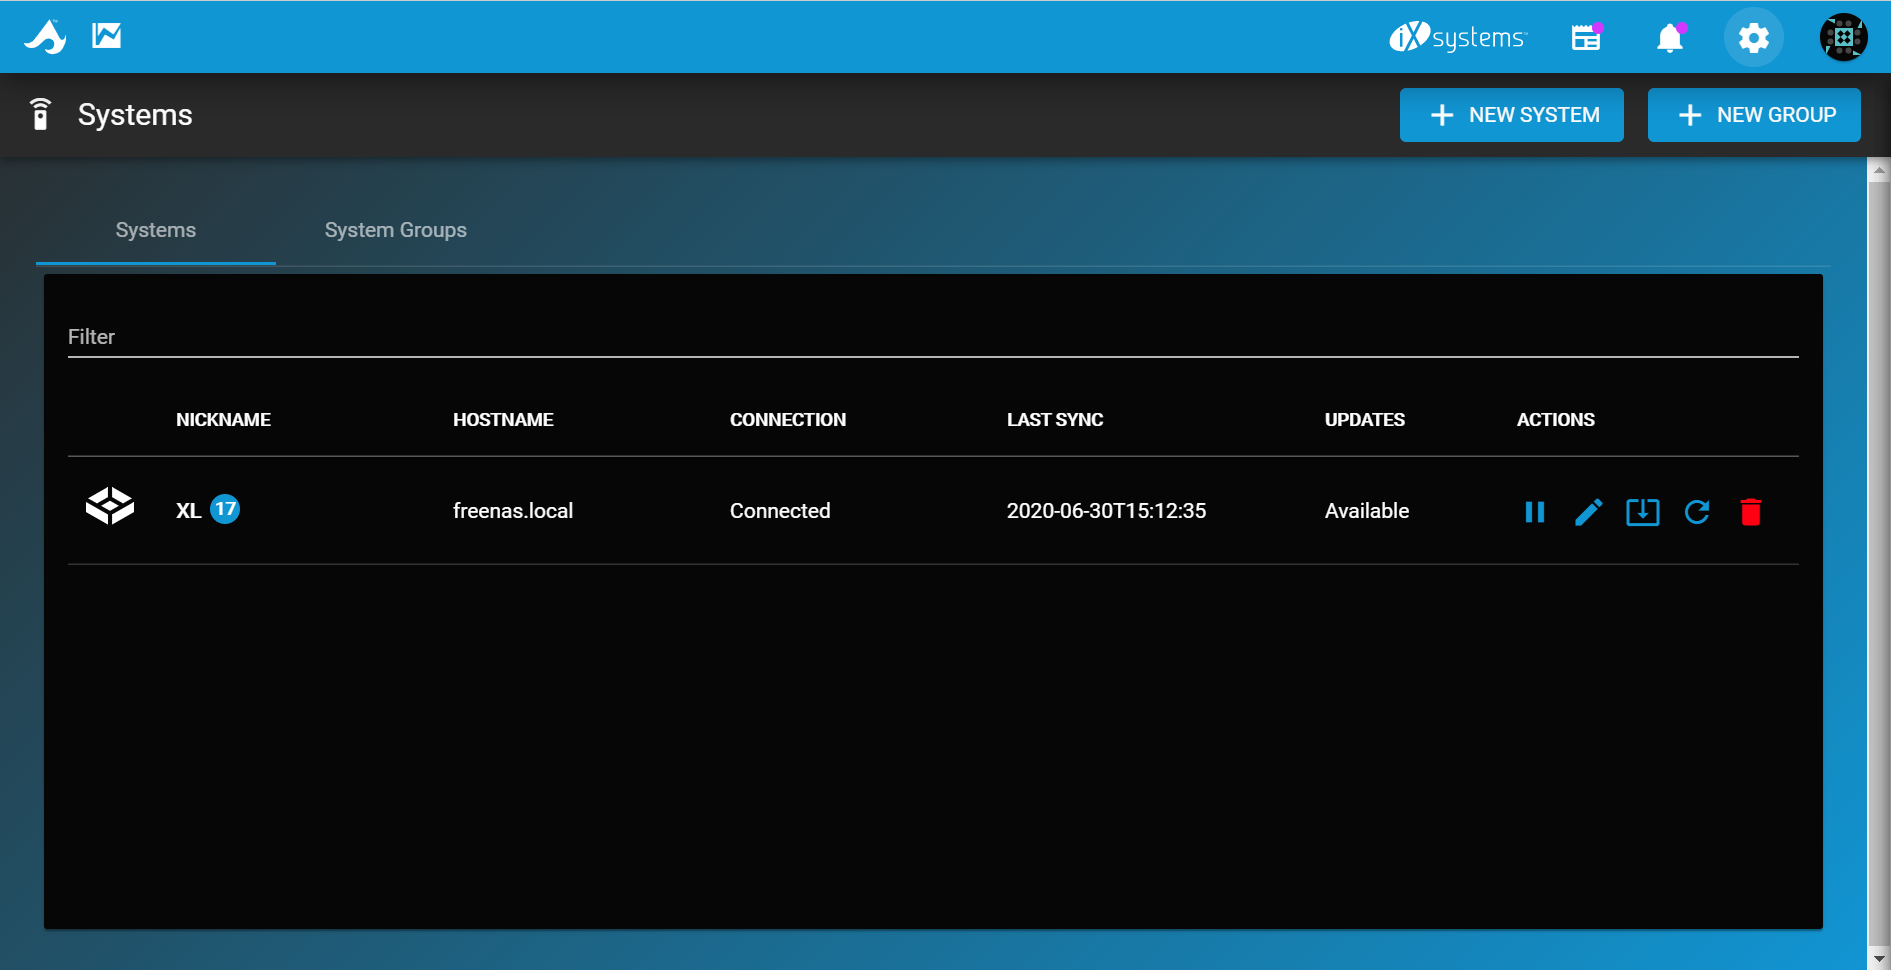 iXsystems
Systems
NEW SYSTEM
NEW GROUP
Systems
System Groups
Filter
NICKNAME HOSTNAME CONNECTION LAST SYNC UPDATES ACTIONS
XL 17 freenas.local Connected 2020-06-30T15:12:35 Available